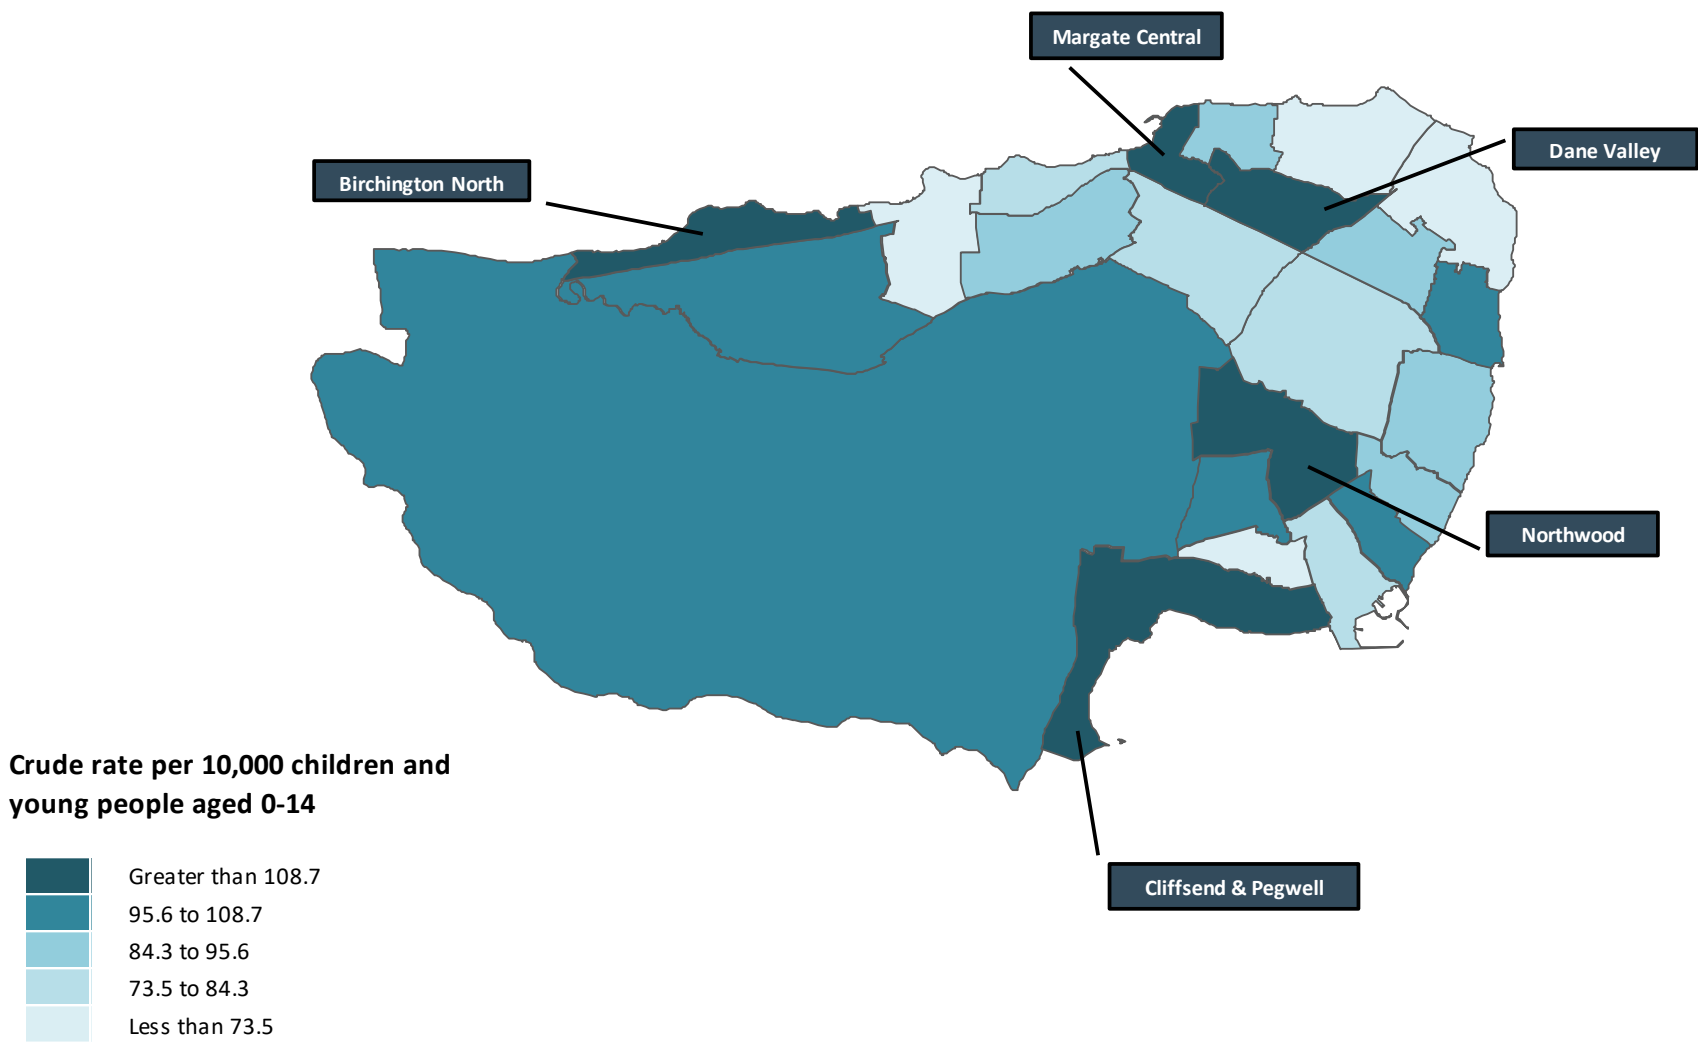 Margate Central
Dane Valley
Birchington North
Northwood
Crude rate per 10,000 children and
young people aged 0-14
Greater than 108.7
95.6 to 108.7
84.3 to 95.6
73.5 to 84.3
Less than 73.5
Cliffsend & Pegwell